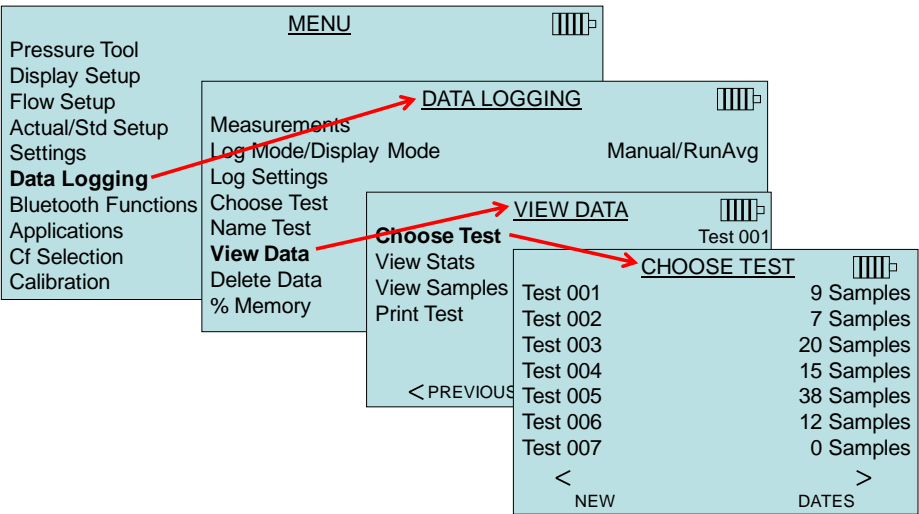 MENU
Pressure Tool
Display Setup
Flow Setup
Actual/Std Setup
Settings
Data Logging
Bluetooth Functions
Applications
Cf Selection
Calibration
DATA LOGGING
Measurements
Log Mode/Display Mode Manual/RunAvg
Log Settings
Choose Test
Name Test
View Data
Delete Data
% Memory
VIEW DATA
Choose Test Test 001
View Stats
View Samples
Print Test
< PREVIOUS
CHOOSE TEST
Test 001 9 Samples
Test 002 7 Samples
Test 003 20 Samples
Test 004 15 Samples
Test 005 38 Samples
Test 006 12 Samples
Test 007 0 Samples
< >
NEW DATES